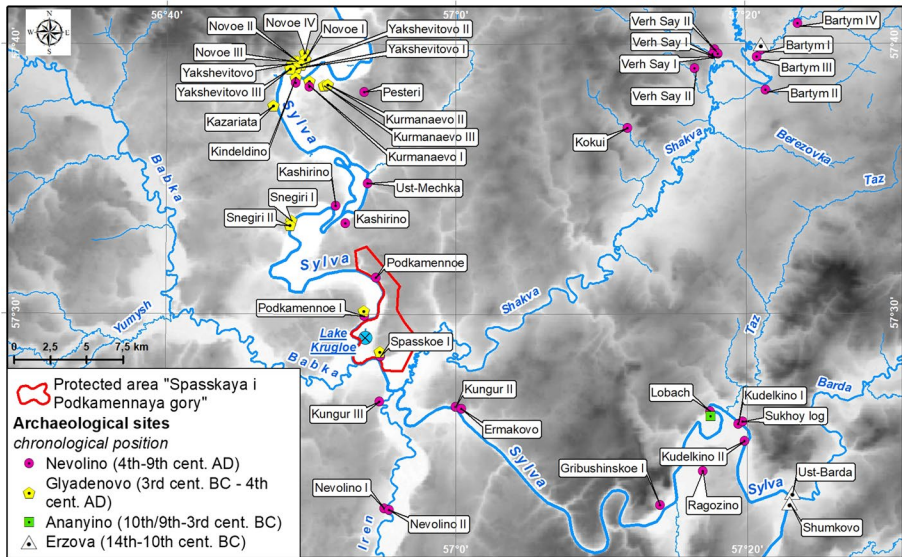 56°40'
57°0'
57°20'
N
W
E
S
57°40'
57°40'
Novoe II
Novoe IV
Novoe I
Yakshevitovo II
Novoe III
Yakshevitovo I
Yakshevitovo
Yakshevitovo III
Pesteri
Kazariata
Sylva
Kurmanaevo II
Kurmanaevo III
Kindeldino
Kurmanaevo I
Verh Say II
Verh Say I
Verh Say I
Verh Say II
Bartym IV
Bartym I
Bartym III
Bartym II
Kokui
Shakva
Berezovka
Taz
Babka
Kashirino
Snegiri I
Ust-Mechka
Snegiri II
Kashirino
Sylva
Podkamennoe
57°30'
57°30'
Podkamennoe I
Shakva
Yumysh
Lake
Krugloe
Spasskoe I
Taz
0 2,5 5 7,5 km
Babka
Barda
Kungur II
Kungur III
Ermakovo
Lobach
Kudelkino I
Sukhoy log
Kudelkino II
Sylva
Gribushinskoe I
Ragozino
Sylva
Ust-Barda
Shumkovo
Nevolino I
Nevolino II
Iren
57°0'
57°20'
Protected area "Spasskaya i
Podkamennaya gory"
Archaeological sites
chronological position
Nevolino (4th-9th cent. AD)
Glyadenovo (3rd cent. BC - 4th
cent. AD)
Ananyino (10th/9th-3rd cent. BC)
Erzova (14th-10th cent. BC)